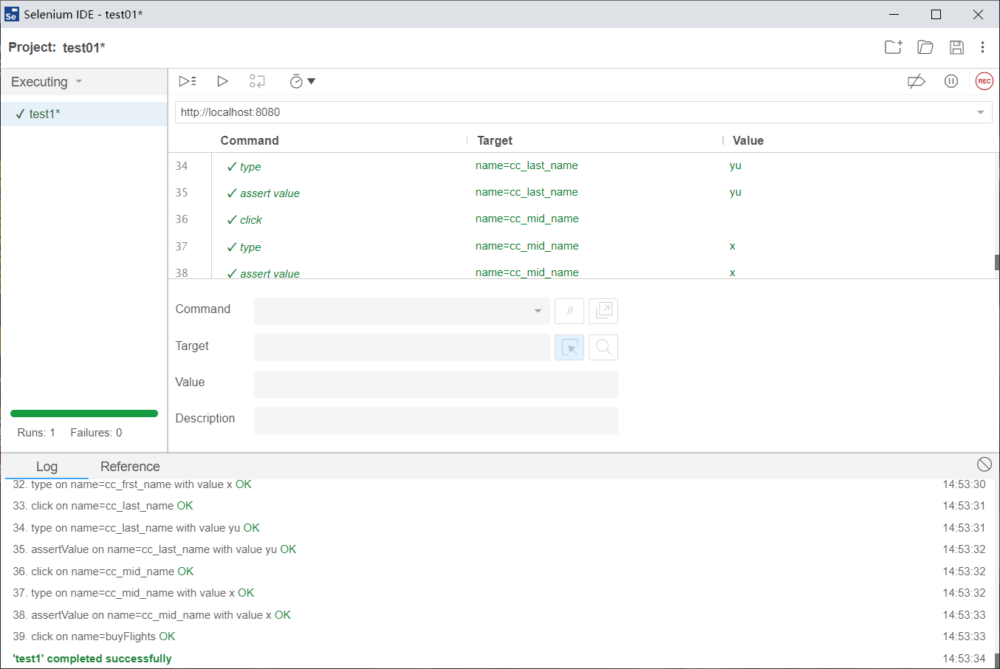 Selenium IDE - test01*
Project: test01*
Executing
✓ test1*
http://localhost:8080
Command Target Value
34 ✓ type name=cc_last_name yu
35 ✓ assert value name=cc_last_name yu
36 ✓ click name=cc_mid_name
37 ✓ type name=cc_mid_name x
38 ✓ assert value name=cc_mid_name x
REC
Command //
Target
Value
Description
Runs: 1 Failures: 0
Log Reference
32. type on name=cc_frst_name with value x OK 14:53:30
33. click on name=cc_last_name OK 14:53:31
34. type on name=cc_last_name with value yu OK 14:53:31
35. assertValue on name=cc_last_name with value yu OK 14:53:32
36. click on name=cc_mid_name OK 14:53:32
37. type on name=cc_mid_name with value x OK 14:53:32
38. assertValue on name=cc_mid_name with value x OK 14:53:33
39. click on name=buyFlights OK 14:53:33
'test1' completed successfully 14:53:34